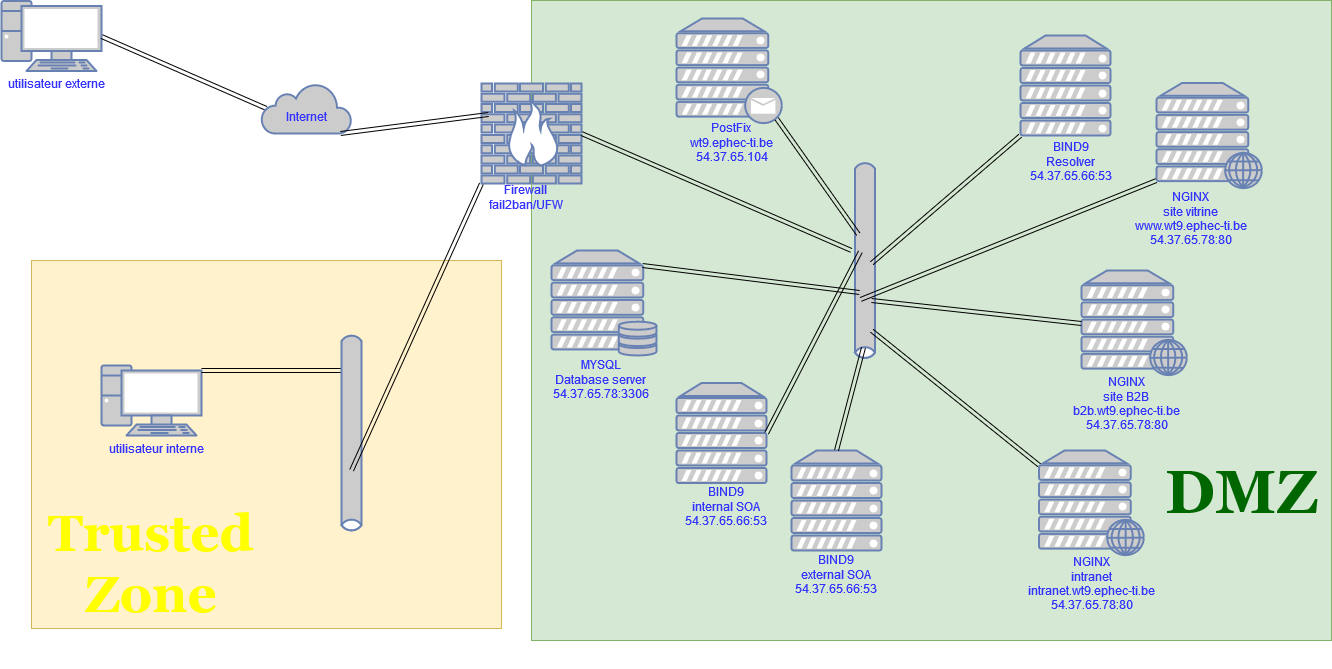 utilisateur externe
Internet
Firewall
fail2ban/UFW
PostFix
wt9.ephec-ti.be
54.37.65.104
BIND9
Resolver
54.37.65.66:53
NGINX
site vitrine
www.wt9.ephec-ti.be
54.37.65.78:80
MYSQL
Database server
54.37.65.78:3306
NGINX
site B2B
b2b.wt9.ephec-ti.be
54.37.65.78:80
utilisateur interne
BIND9
internal SOA
54.37.65.66:53
BIND9
external SOA
54.37.65.66:53
NGINX
intranet
intranet.wt9.ephec-ti.be
54.37.65.78:80
DMZ
Trusted
Zone